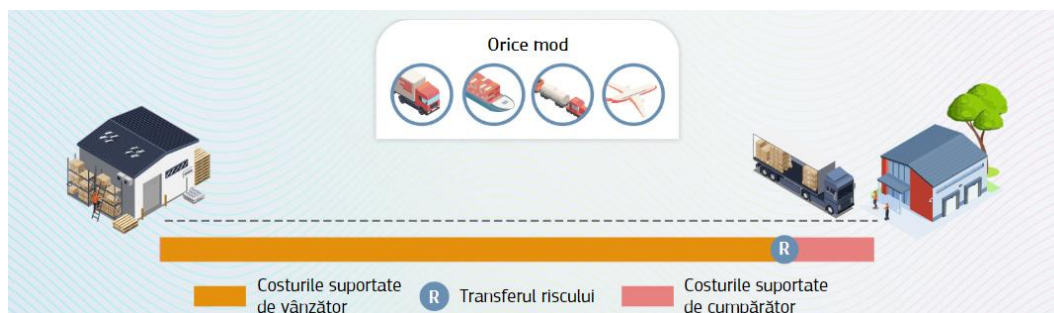 Orice mod
R
Costurile suportate
de vânzător
R Transferul riscului
Costurile suportate
de cumpărător